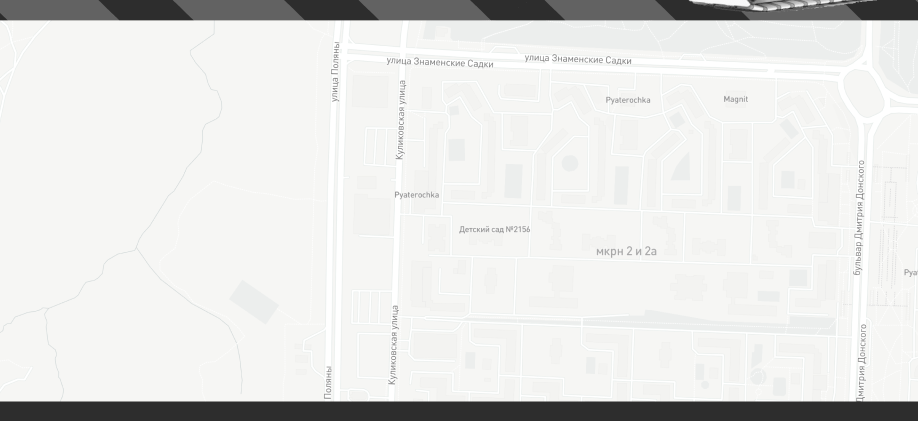 улица Поляны
улица Знаменские Садки
улица Знаменские Садки
Куликовская улица
Pyaterochka
Magnit
Pyaterochka
Детский сад №2156
мкрн 2 и 2а
бульвар Дмитрия Донского
Куликовская улица
Поляны
Дмитрия Донского